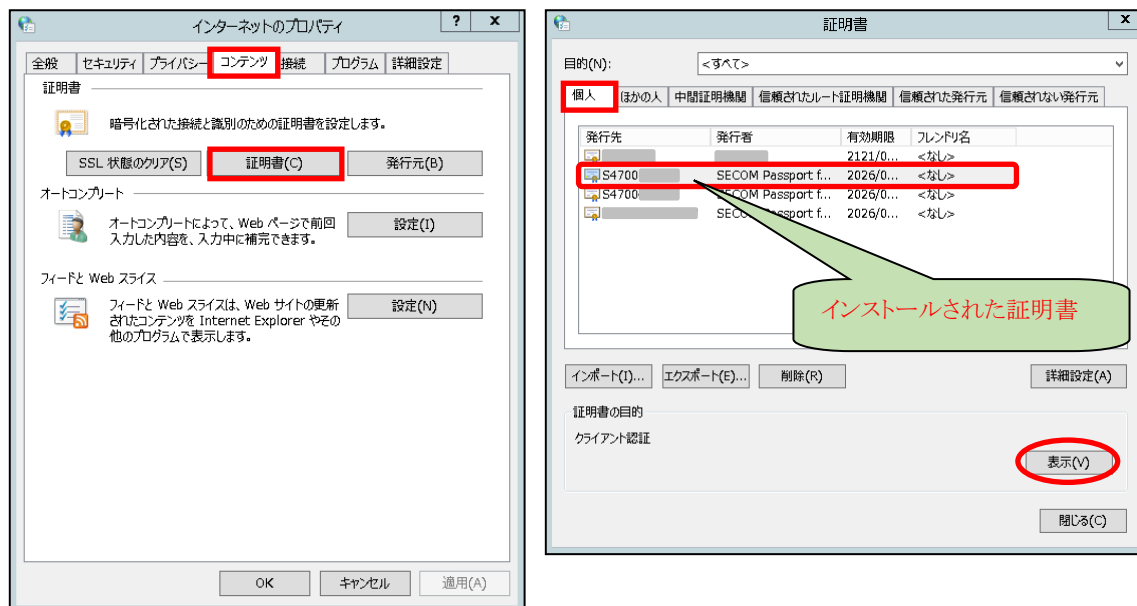 インターネットのプロパティ
? x
全般 セキュリティ プライバシー コンテンツ 接続 プログラム 詳細設定
証明書
暗号化された接続と識別のための証明書を設定します。
SSL 状態のクリア(S) 証明書(C) 発行元(B)
オートコンプリート
オートコンプリートによって、Web ページで前回
入力した内容を、入力中に補完できます。
設定(I)
フィードと Web スライス
フィードと Web スライスは、Web サイトの更新
されたコンテンツを Internet Explorer やその
他のプログラムで表示します。
設定(N)
OK キャンセル 適用(A)
証明書
x
目的(N): <すべて>
個人 ほかの人 中間証明機関 信頼されたルート証明機関 信頼された発行元 信頼されない発行元
発行先 発行者 有効期限 フレンドリ名
2121/0... <なし>
S4700 SECOM Passport f... 2026/0... <なし>
S4700 SECOM Passport f... 2026/0... <なし>
SECOM Passport f... 2026/0... <なし>
インストールされた証明書
インポート(I)... エクスポート(E)... 削除(R) 詳細設定(A)
証明書の目的
クライアント認証
表示(V)
閉じる(C)